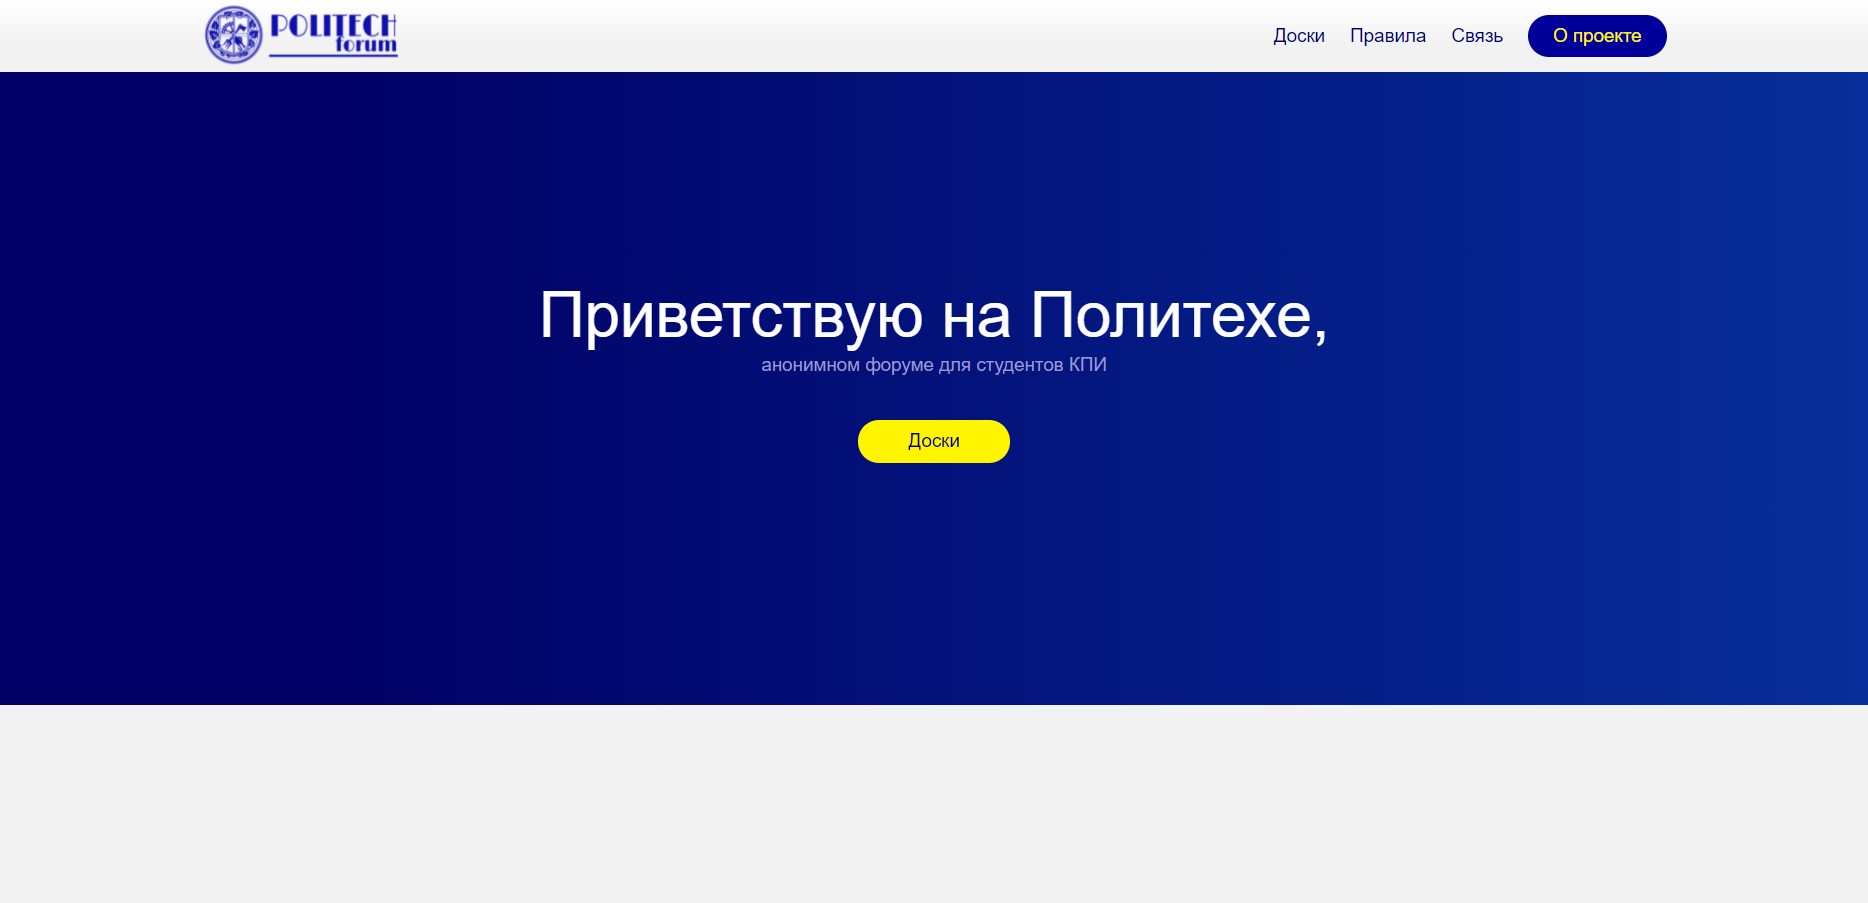 POLITECH
forum
Доски Правила Связь О проекте
Приветствую на Политехе,
анонимном форуме для студентов КПИ
Доски